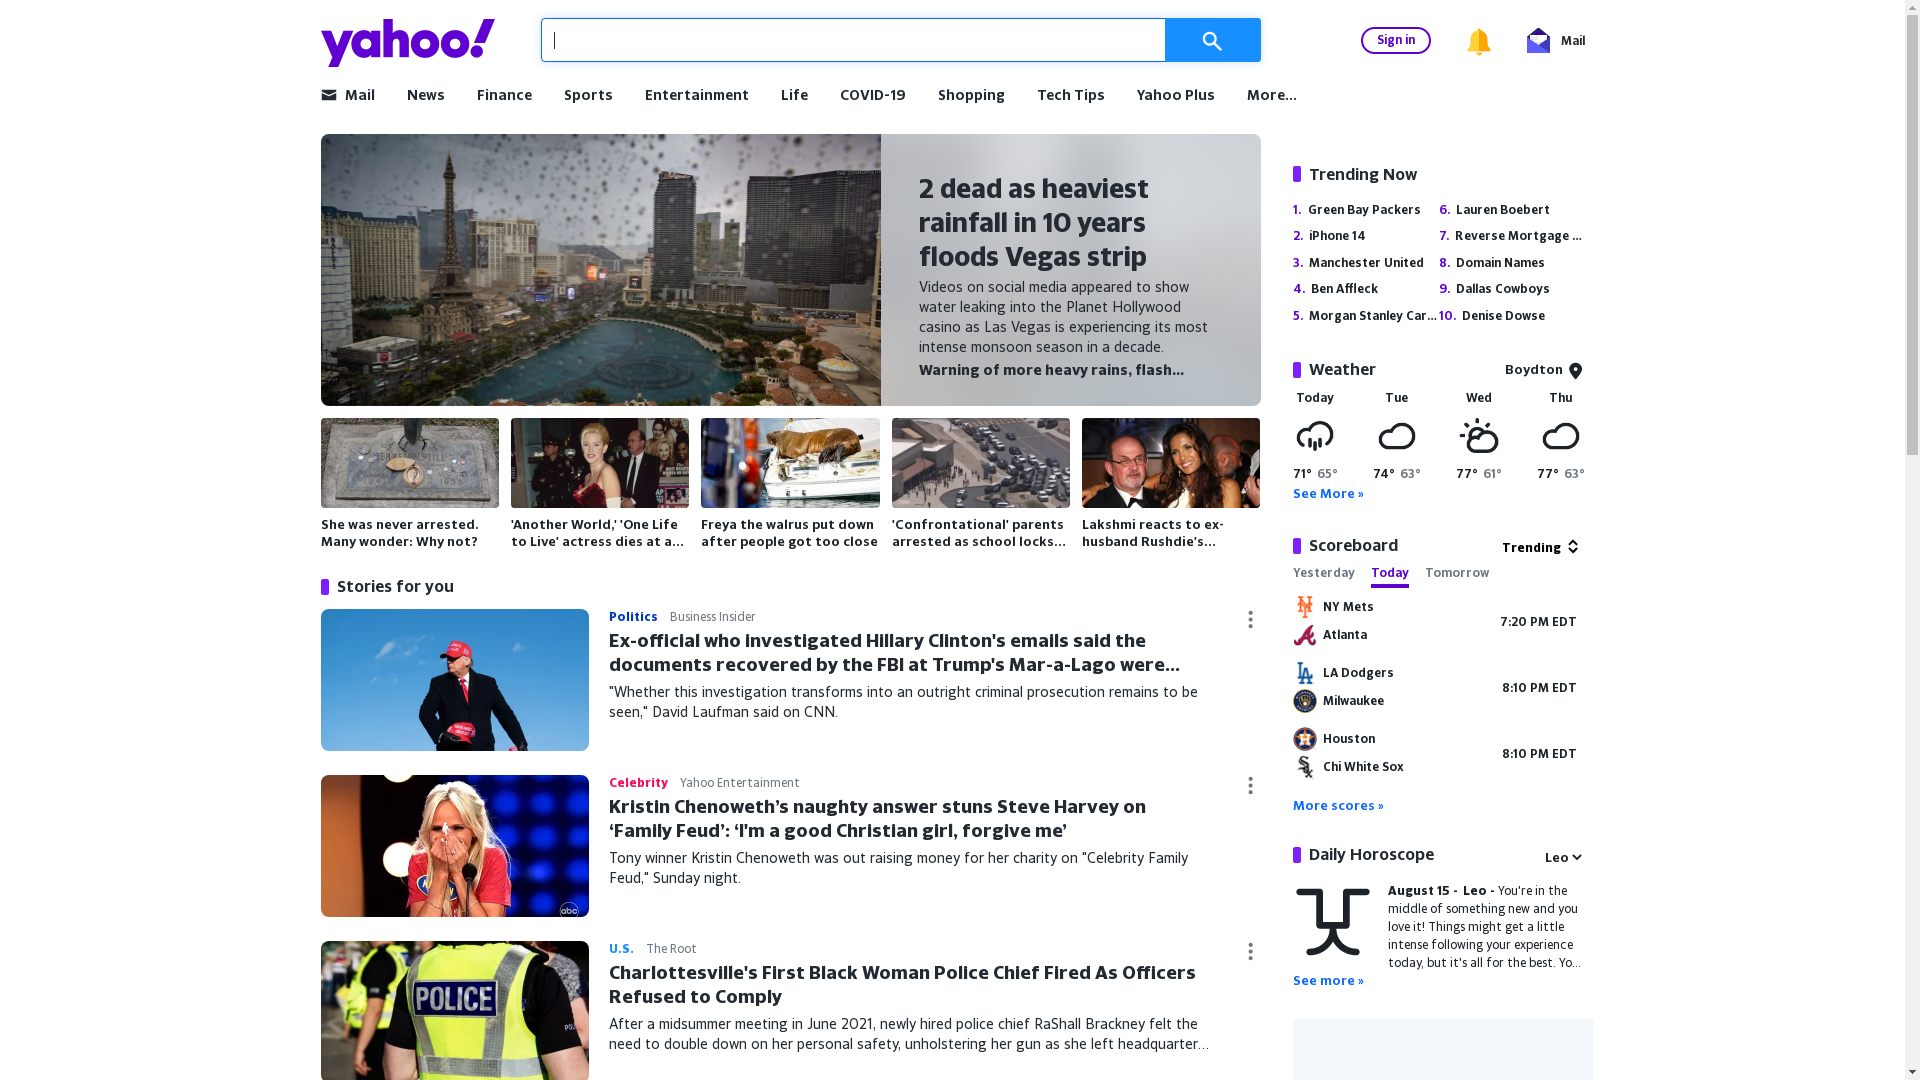 yahoo!
Sign in
Mail
Mail
News
Finance
Sports
Entertainment
Life
COVID-19
Shopping
Tech Tips
Yahoo Plus
More...
2 dead as heaviest
rainfall in 10 years
floods Vegas strip
Videos on social media appeared to show
water leaking into the Planet Hollywood
casino as Las Vegas is experiencing its most
intense monsoon season in a decade.
Warning of more heavy rains, flash...
She was never arrested.
Many wonder: Why not?
'Another World,' 'One Life
to Live' actress dies at a...
Freya the walrus put down
after people got too close
'Confrontational' parents
arrested as school locks...
Lakshmi reacts to ex-
husband Rushdie's...
Stories for you
Politics Business Insider
Ex-official who investigated Hillary Clinton's emails said the
documents recovered by the FBI at Trump's Mar-a-Lago were...
"Whether this investigation transforms into an outright criminal prosecution remains to be
seen," David Laufman said on CNN.
Celebrity Yahoo Entertainment
Kristin Chenoweth’s naughty answer stuns Steve Harvey on
‘Family Feud’: ‘I'm a good Christian girl, forgive me’
Tony winner Kristin Chenoweth was out raising money for her charity on "Celebrity Family
Feud," Sunday night.
abc
U.S. The Root
Charlottesville's First Black Woman Police Chief Fired As Officers
Refused to Comply
After a midsummer meeting in June 2021, newly hired police chief RaShall Brackney felt the
need to double down on her personal safety, unholstering her gun as she left headquarter...
POLICE
Trending Now
1. Green Bay Packers
2. iPhone 14
3. Manchester United
4. Ben Affleck
5. Morgan Stanley Car...
6. Lauren Boebert
7. Reverse Mortgage ...
8. Domain Names
9. Dallas Cowboys
10. Denise Dowse
Weather
Boydton
Today Tue Wed Thu
71° 65° 74° 63° 77° 61° 77° 63°
See More »
Scoreboard
Trending
Yesterday Today Tomorrow
NY Mets
Atlanta
7:20 PM EDT
LA Dodgers
Milwaukee
8:10 PM EDT
Houston
Chi White Sox
8:10 PM EDT
More scores »
Daily Horoscope
Leo
August 15 - Leo - You're in the
middle of something new and you
love it! Things might get a little
intense following your experience
today, but it's all for the best. Yo...
See more »